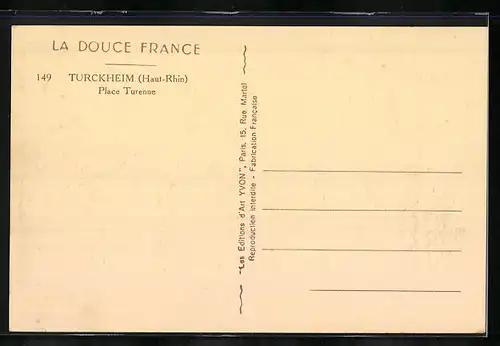 LA DOUCE FRANCE
149 TURCKHEIM (Haut-Rhin)
Place Turenne
"Les Editions d'Art YVON", Paris, 15, Rue Martel
Reproduction interdite - Fabrication Française